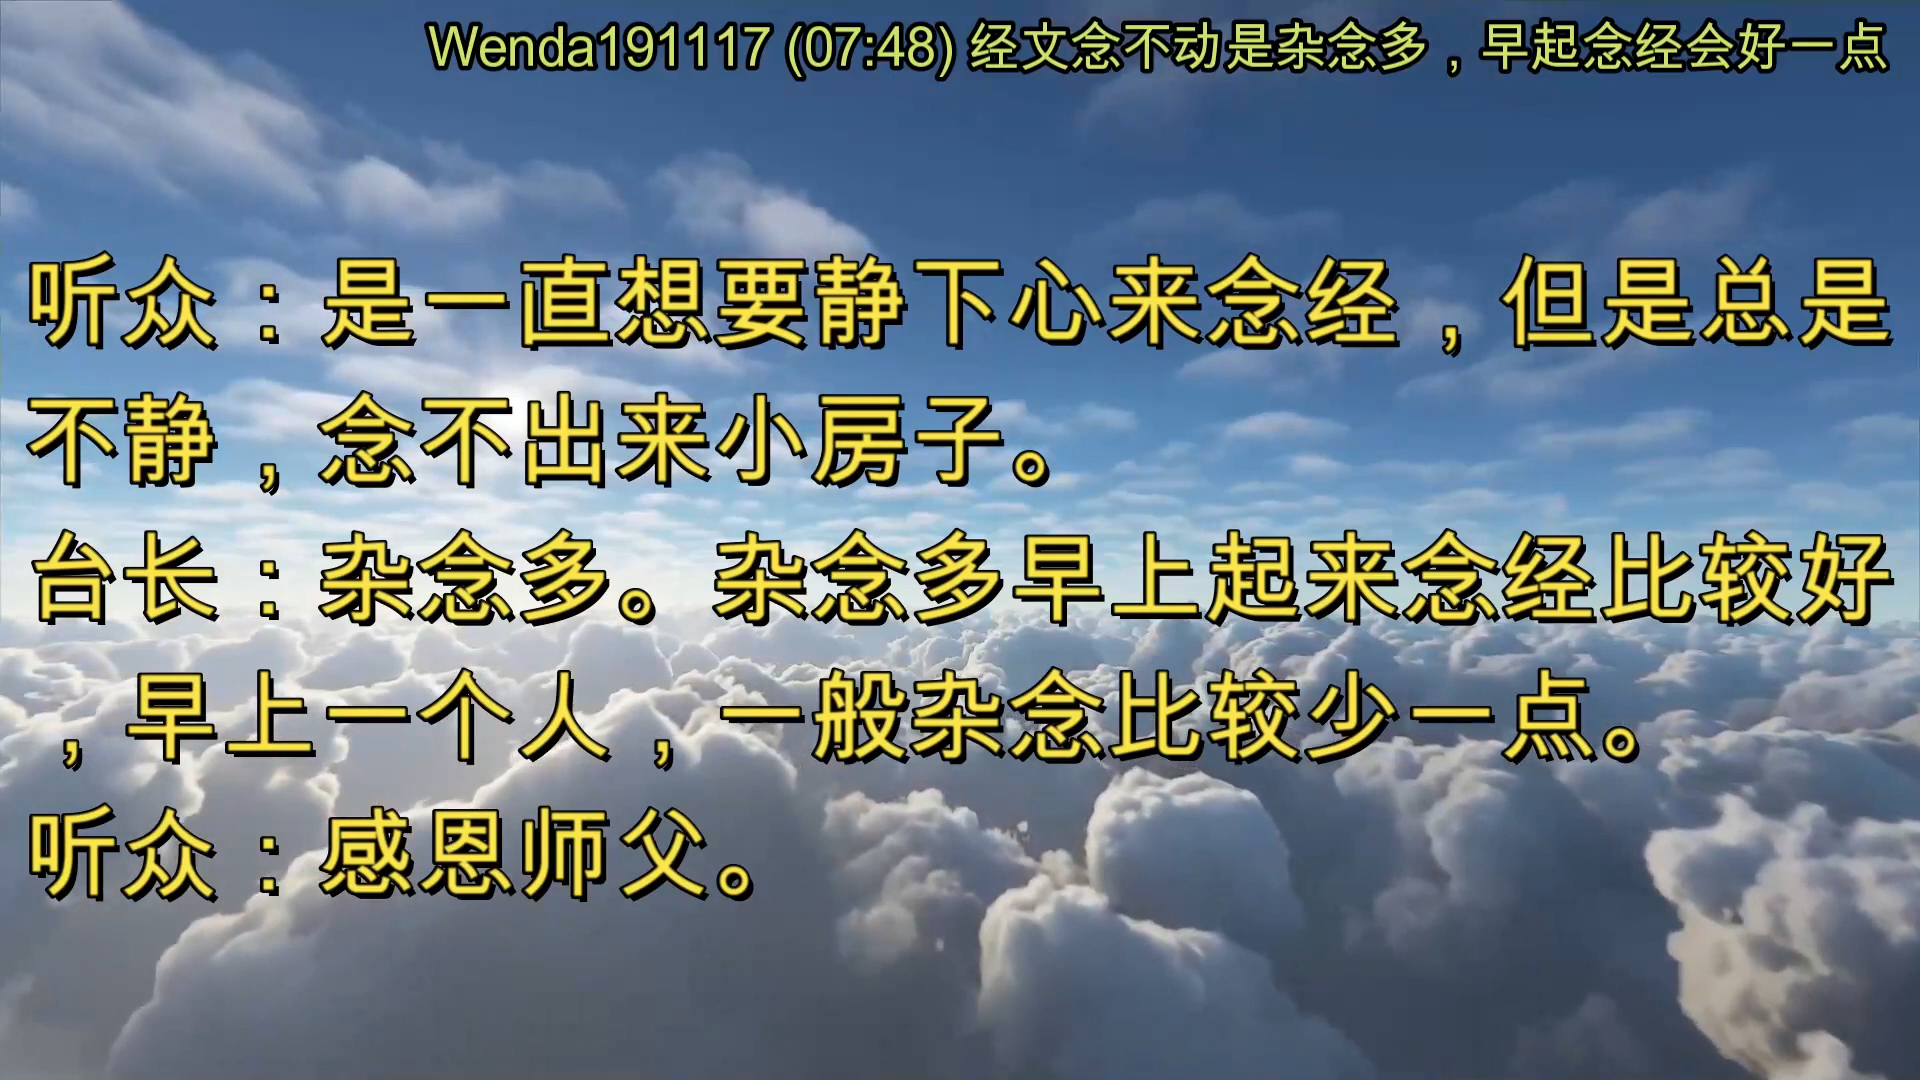 Wenda191117 (07:48) 经文念不动是杂念多，早起念经会好一点
听众：是一直想要静下心来念经，但是总是
不静，念不出来小房子。
台长：杂念多。杂念多早上起来念经比较好
，早上一个人，一般杂念比较少一点。
听众：感恩师父。